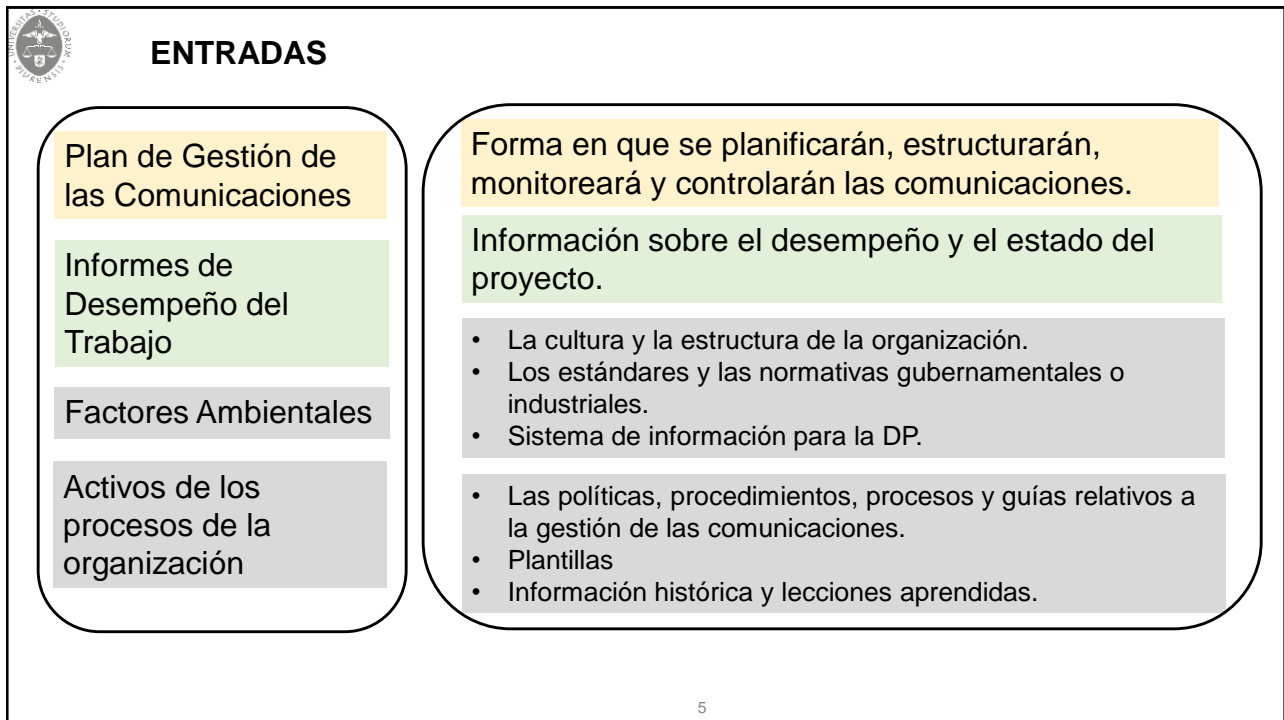 UNIVERSITAS • STUDIORUM • PIURENSIS •
ENTRADAS
Plan de Gestión de
las Comunicaciones
Informes de
Desempeño del
Trabajo
Factores Ambientales
Activos de los
procesos de la
organización
Forma en que se planificarán, estructurarán,
monitoreará y controlarán las comunicaciones.
Información sobre el desempeño y el estado del
proyecto.
• La cultura y la estructura de la organización.
• Los estándares y las normativas gubernamentales o
industriales.
• Sistema de información para la DP.
• Las políticas, procedimientos, procesos y guías relativos a
la gestión de las comunicaciones.
• Plantillas
• Información histórica y lecciones aprendidas.
5